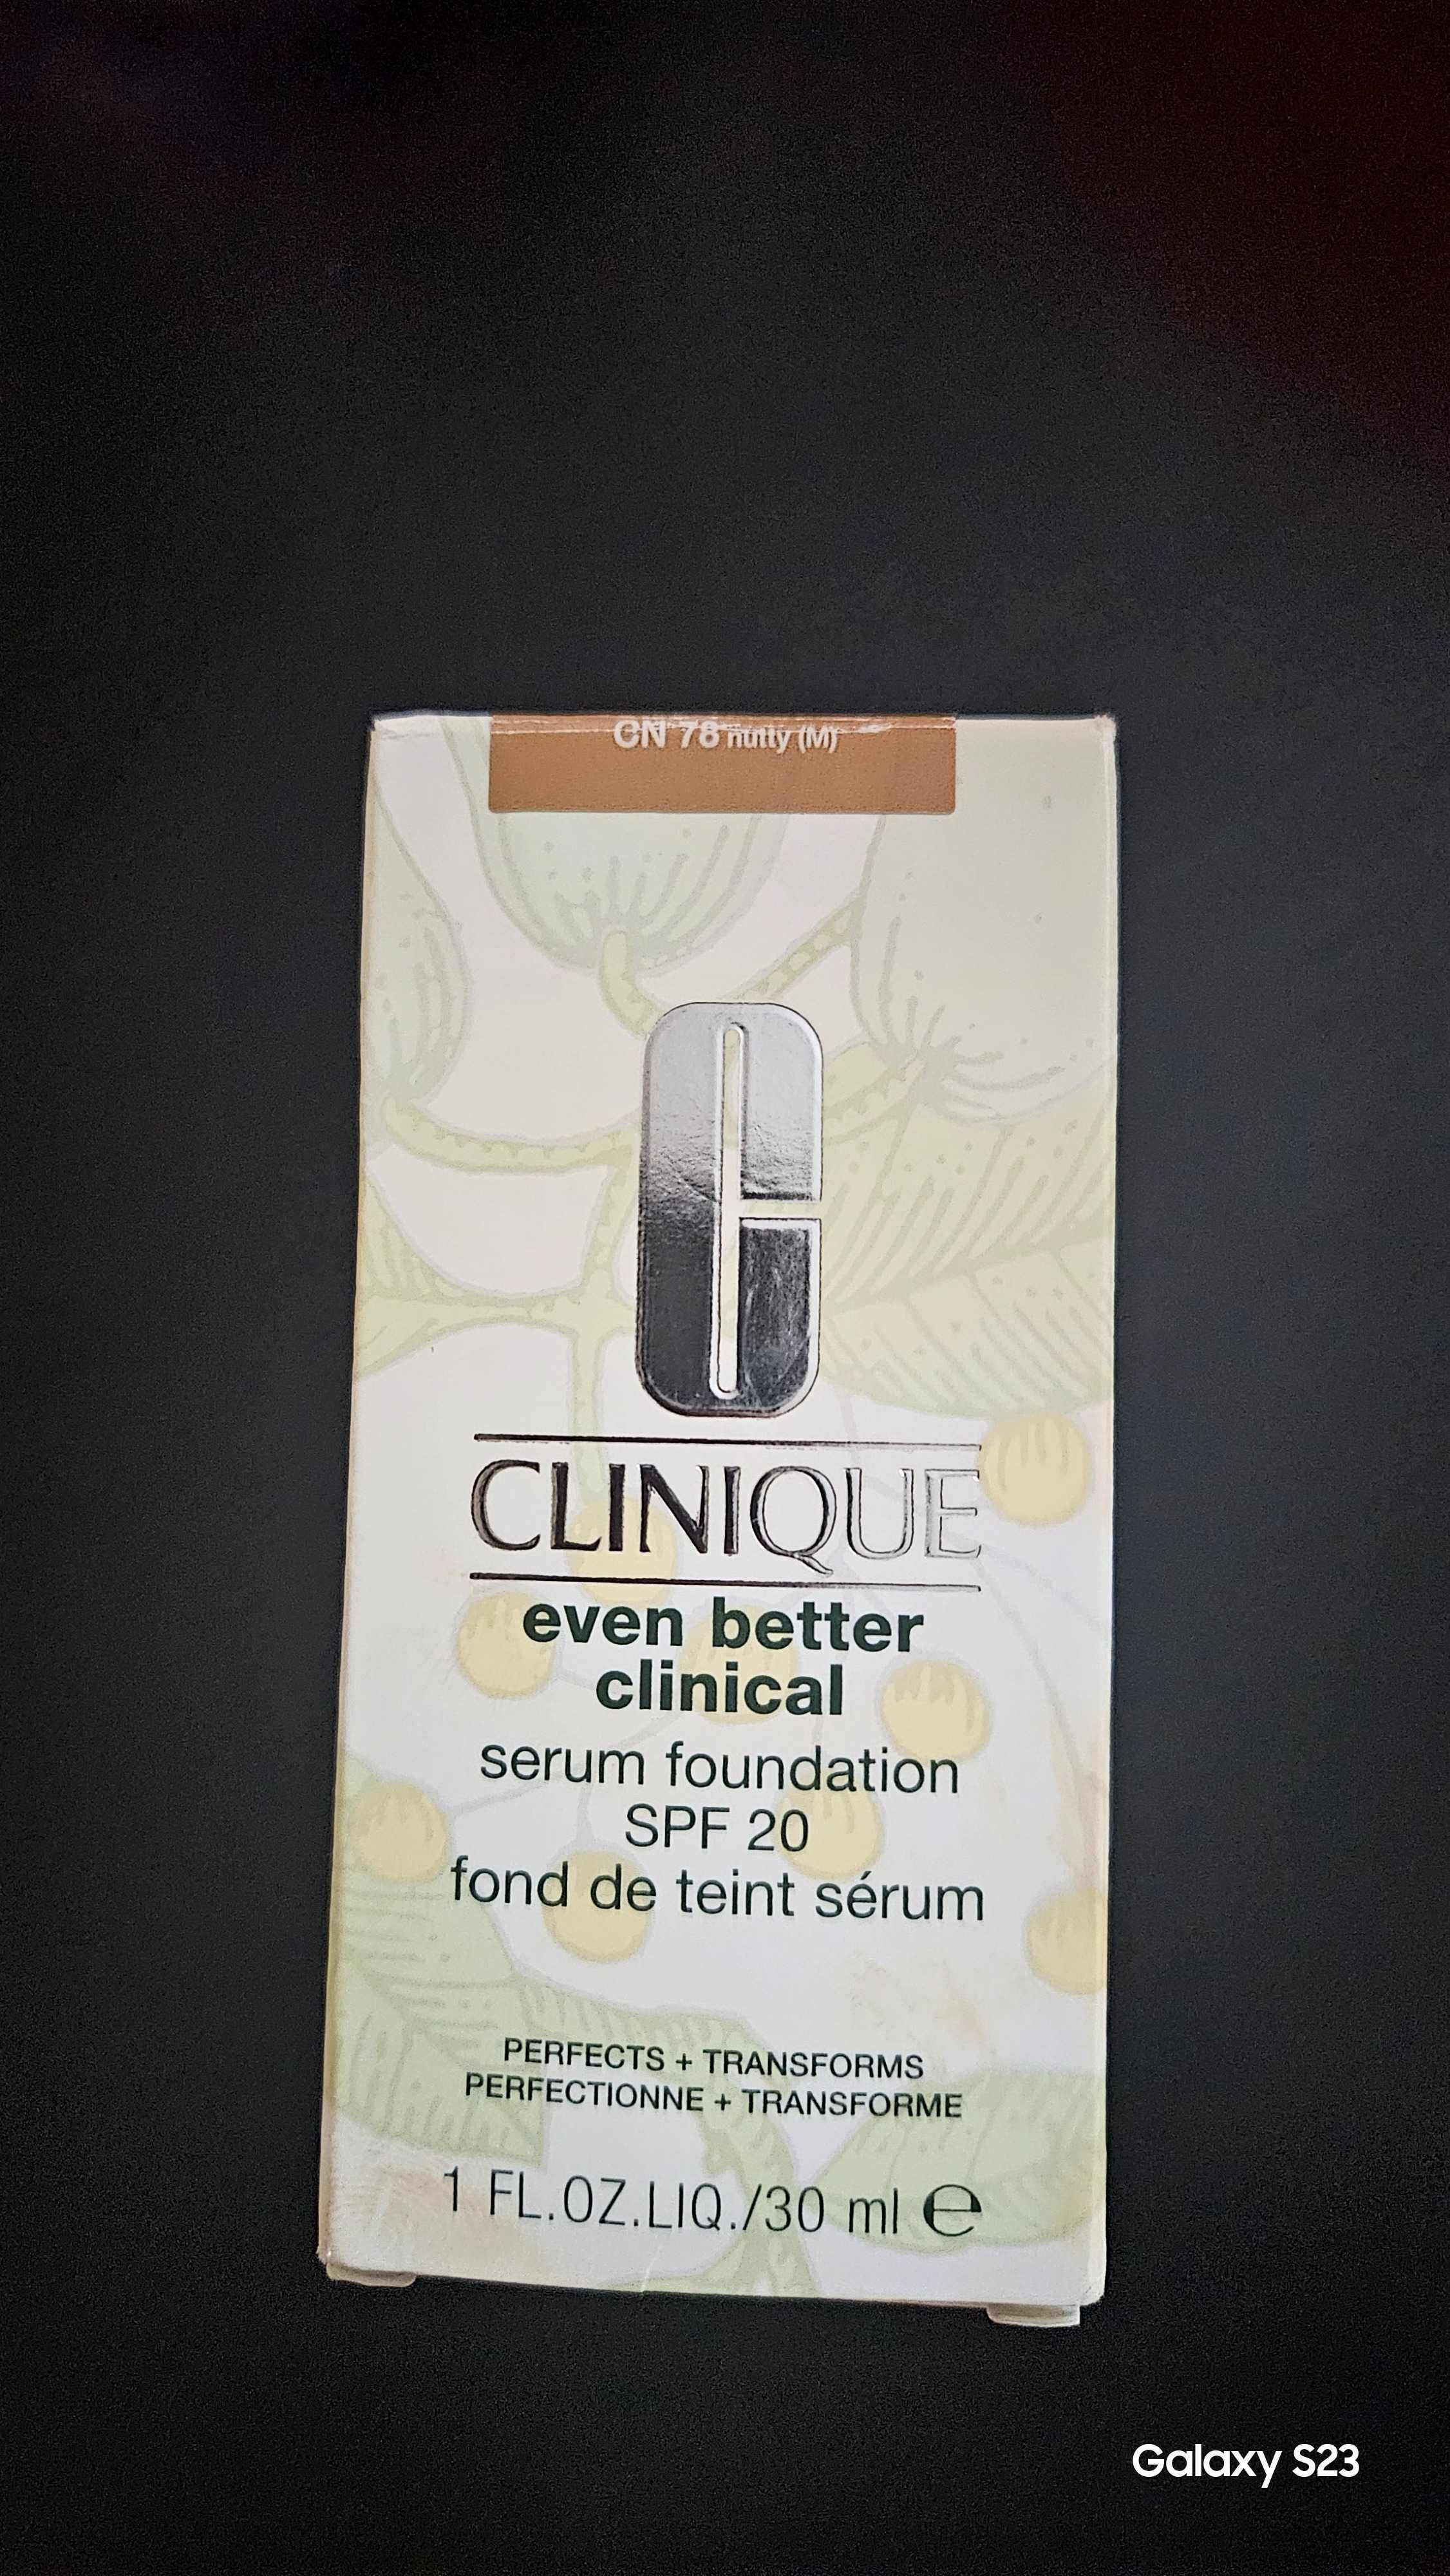 CN 78 nutty (M)
CLINIQUE
even better
clinical
serum foundation
SPF 20
fond de teint sérum
PERFECTS + TRANSFORMS
PERFECTIONNE + TRANSFORME
1 FL.OZ.LIQ./30 ml ℮
Galaxy S23